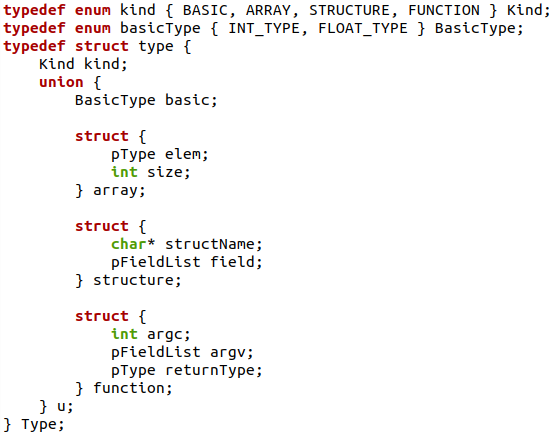 typedef enum kind { BASIC, ARRAY, STRUCTURE, FUNCTION } Kind;
typedef enum basicType { INT_TYPE, FLOAT_TYPE } BasicType;
typedef struct type {
    Kind kind;
    union {
        BasicType basic;

        struct {
            pType elem;
            int size;
        } array;

        struct {
            char* structName;
            pFieldList field;
        } structure;

        struct {
            int argc;
            pFieldList argv;
            pType returnType;
        } function;
    } u;
} Type;